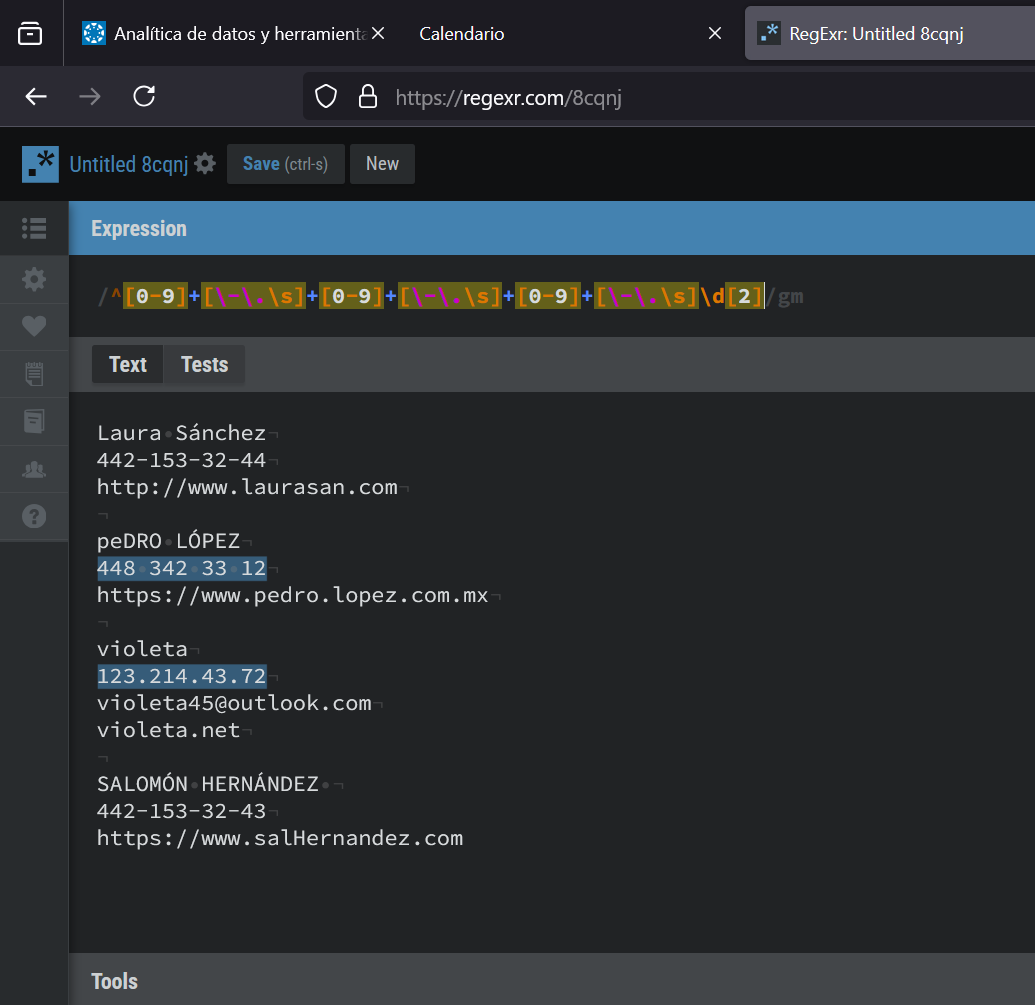 Analítica de datos y herramienta
Calendario
RegExr: Untitled 8cqnj
https://regexr.com/8cqnj
Untitled 8cqnj
Save (ctrl-s)
New
Expression
/^[0-9]+[\-\.\s]+[0-9]+[\-\.\s]+[0-9]+[\-\.\s]\d[2]/gm
Text
Tests
Laura Sánchez
442-153-32-44
http://www.laurasan.com
peDRO LÓPEZ
448 342 33 12
https://www.pedro.lopez.com.mx
violeta
123.214.43.72
violeta45@outlook.com
violeta.net
SALOMÓN HERNÁNDEZ
442-153-32-43
https://www.salHernandez.com
Tools